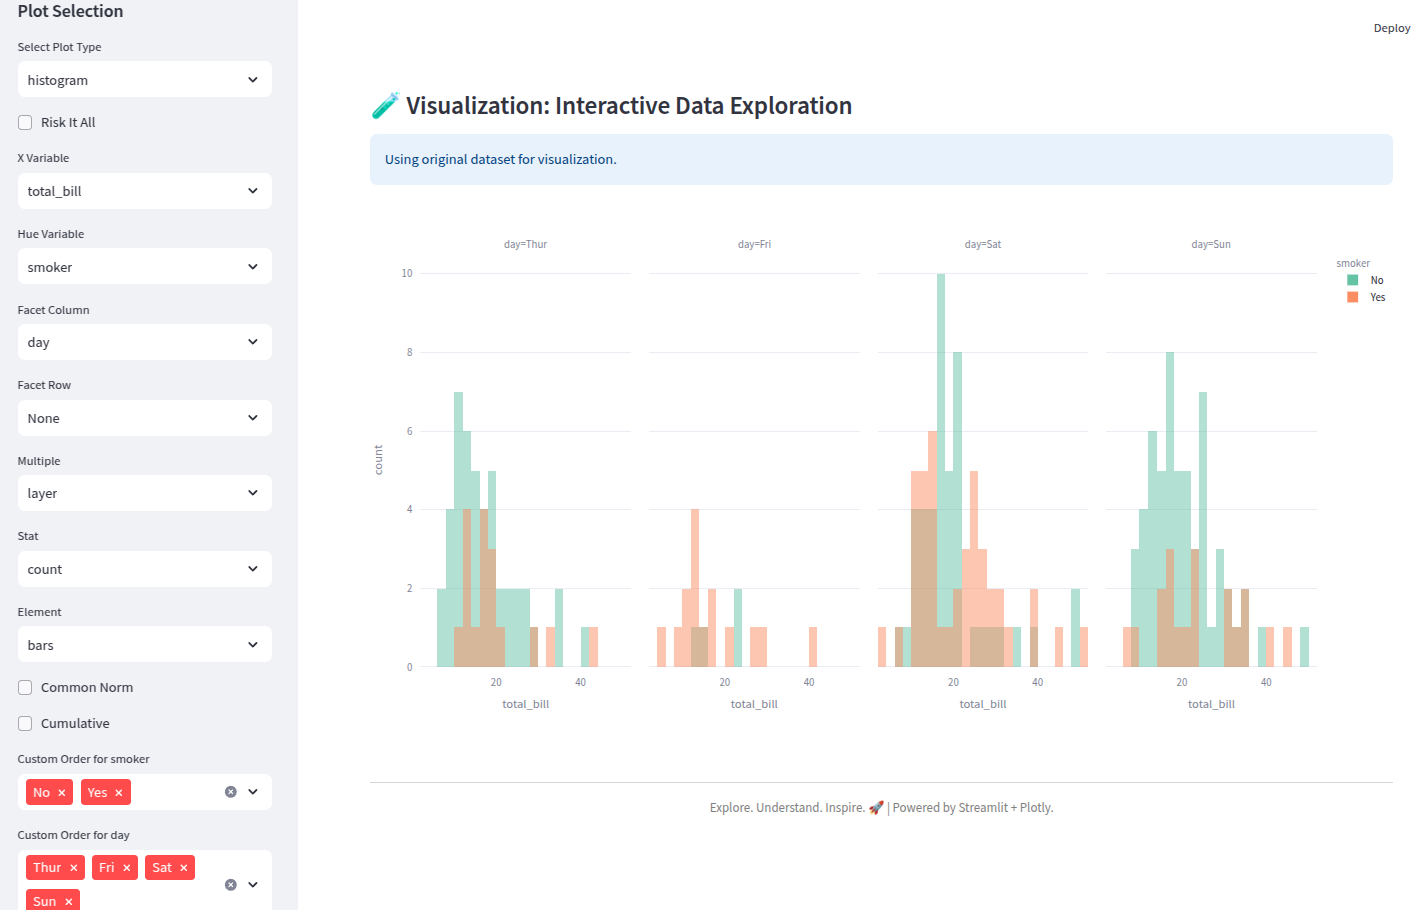 Plot Selection
Select Plot Type
histogram
Risk It All
X Variable
total_bill
Hue Variable
smoker
Facet Column
day
Facet Row
None
Multiple
layer
Stat
count
Element
bars
Common Norm
Cumulative
Custom Order for smoker
No × Yes ×
Custom Order for day
Thur × Fri × Sat ×
Sun ×
Deploy
🧪 Visualization: Interactive Data Exploration
Using original dataset for visualization.
day=Thur day=Fri day=Sat day=Sun
smoker
No
Yes
count
10
8
6
4
2
0
20 40 20 40 20 40 20 40
total_bill total_bill total_bill total_bill
Explore. Understand. Inspire. 🚀 | Powered by Streamlit + Plotly.